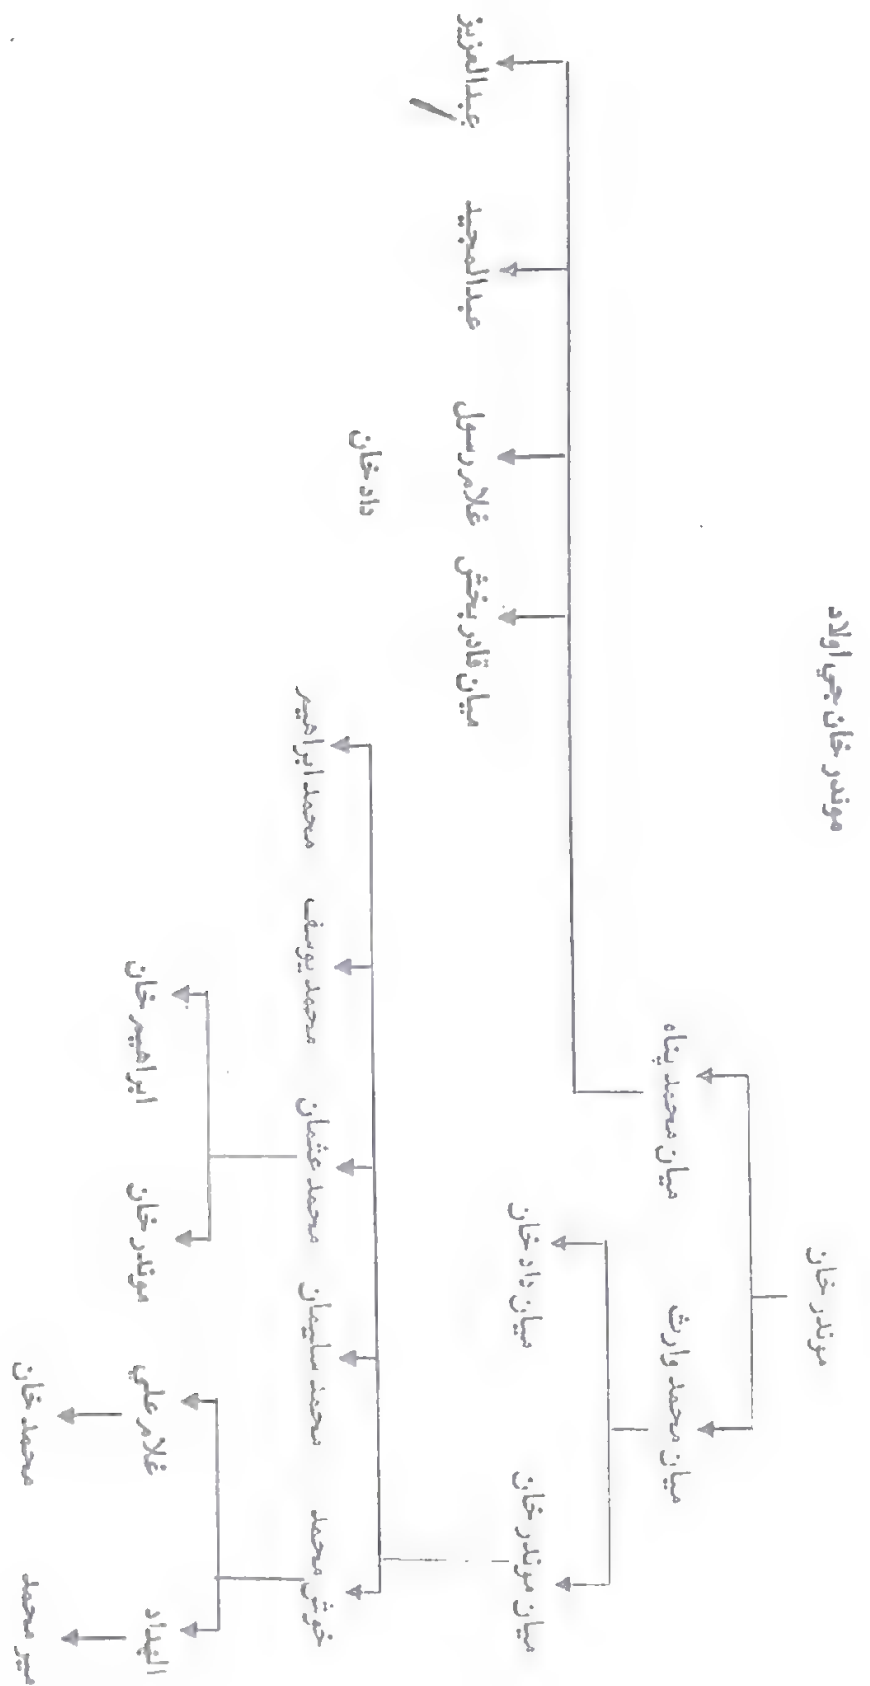 موندر خان جي اولاد
موندر خان
ميان محمد وارث
ميان محمد پناه
ميان موندر خان
ميان داد خان
ميان قادر بخش
غلام رسول
عبدالمجيد
عبدالعزيز
داد خان
خوش محمد
محمد سليمان
محمد عثمان
محمد يوسف
محمد ابراهيم
الهداد
غلام علي
موندر خان
ابراهيم خان
مير محمد
محمد خان